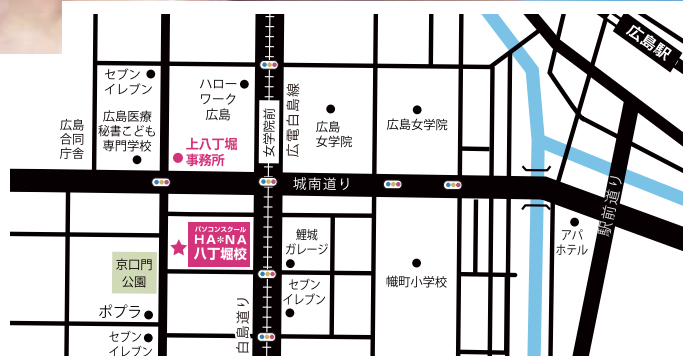 広島駅
セブン
イレブン
ハロー
ワーク
広島
広島
合同
庁舎
広島医療
秘書こども
専門学校
上八丁堀
事務所
女学院前
広電白島線
広島
女学院
広島女学院
城南道り
駅前道り
パソコンスクール
HA*NA
八丁堀校
鯉城
ガレージ
アパ
ホテル
京口門
公園
セブン
イレブン
幟町小学校
ポプラ
白島道り
セブン
イレブン